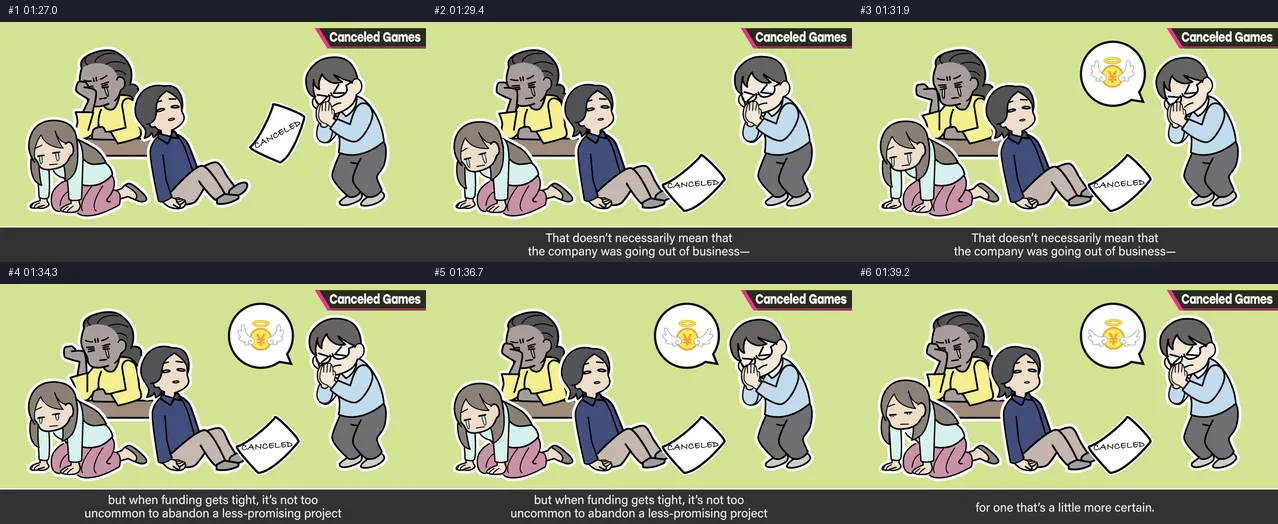 #1 01:27.0
Canceled Games
CANCELED
#2 01:29.4
Canceled Games
CANCELED
That doesn’t necessarily mean that
the company was going out of business—
#3 01:31.9
Canceled Games
¥
CANCELED
That doesn’t necessarily mean that
the company was going out of business—
#4 01:34.3
Canceled Games
¥
CANCELED
but when funding gets tight, it’s not too
uncommon to abandon a less-promising project
#5 01:36.7
Canceled Games
¥
CANCELED
but when funding gets tight, it’s not too
uncommon to abandon a less-promising project
#6 01:39.2
Canceled Games
¥
CANCELED
for one that’s a little more certain.